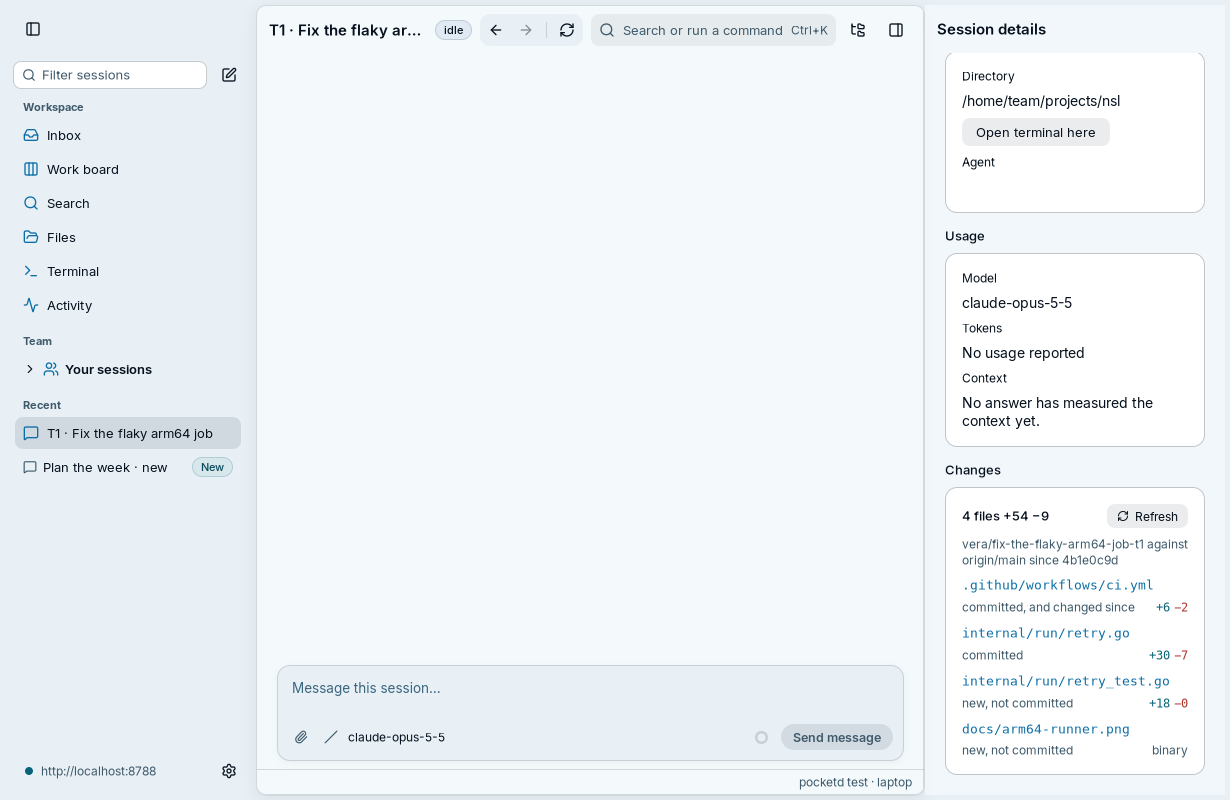 Filter sessions
Workspace
Inbox
Work board
Search
Files
Terminal
Activity
Team
Your sessions
Recent
T1 · Fix the flaky arm64 job
Plan the week · new
New
http://localhost:8788
T1 · Fix the flaky ar...
idle
Search or run a command
Ctrl+K
Message this session...
claude-opus-5-5
Send message
pocketd test · laptop
Session details
Directory
/home/team/projects/nsl
Open terminal here
Agent
Usage
Model
claude-opus-5-5
Tokens
No usage reported
Context
No answer has measured the
context yet.
Changes
4 files +54 −9
Refresh
vera/fix-the-flaky-arm64-job-t1 against
origin/main since 4b1e0c9d
.github/workflows/ci.yml
committed, and changed since +6 −2
internal/run/retry.go
committed +30 −7
internal/run/retry_test.go
new, not committed +18 −0
docs/arm64-runner.png
new, not committed binary